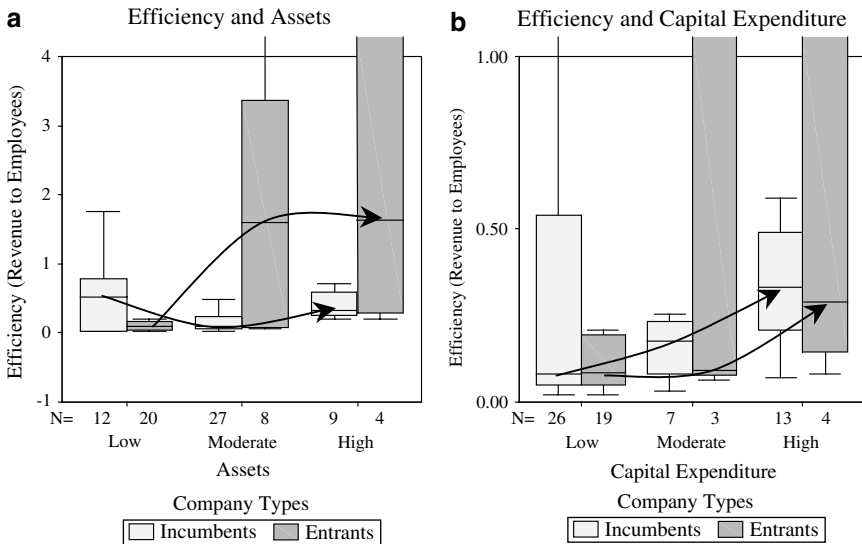 a
Efficiency and Assets
Efficiency (Revenue to Employees)
4
3
2
1
0
-1
N= 12 20 27 8 9 4
Low Moderate High
Assets
Company Types
Incumbents Entrants
b
Efficiency and Capital Expenditure
Efficiency (Revenue to Employees)
1.00
0.50
0.00
N= 26 19 7 3 13 4
Low Moderate High
Capital Expenditure
Company Types
Incumbents Entrants